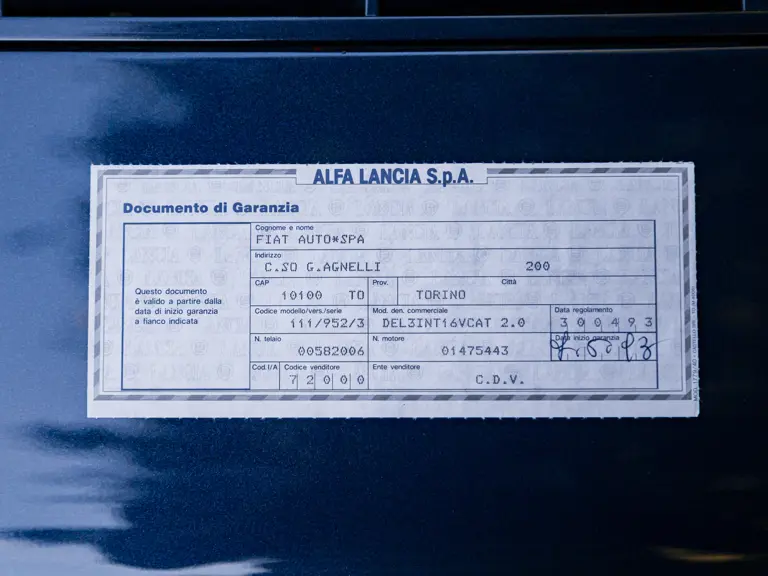 ALFA LANCIA S.p.A.
Documento di Garanzia
Questo documento
è valido a partire dalla
data di inizio garanzia
a fianco indicata
Cognome e nome
FIAT AUTO*SPA
Indirizzo
C.SO G.AGNELLI 200
CAP Prov. Città
10100 TO TORINO
Codice modello/vers./serie Mod. den. commerciale Data regolamento
111/952/3 DEL3INT16VCAT 2.0 300493
N. telaio N. motore Data inizio garanzia
00582006 01475443
Cod.I/A Codice venditore Ente venditore
72000 C.D.V.